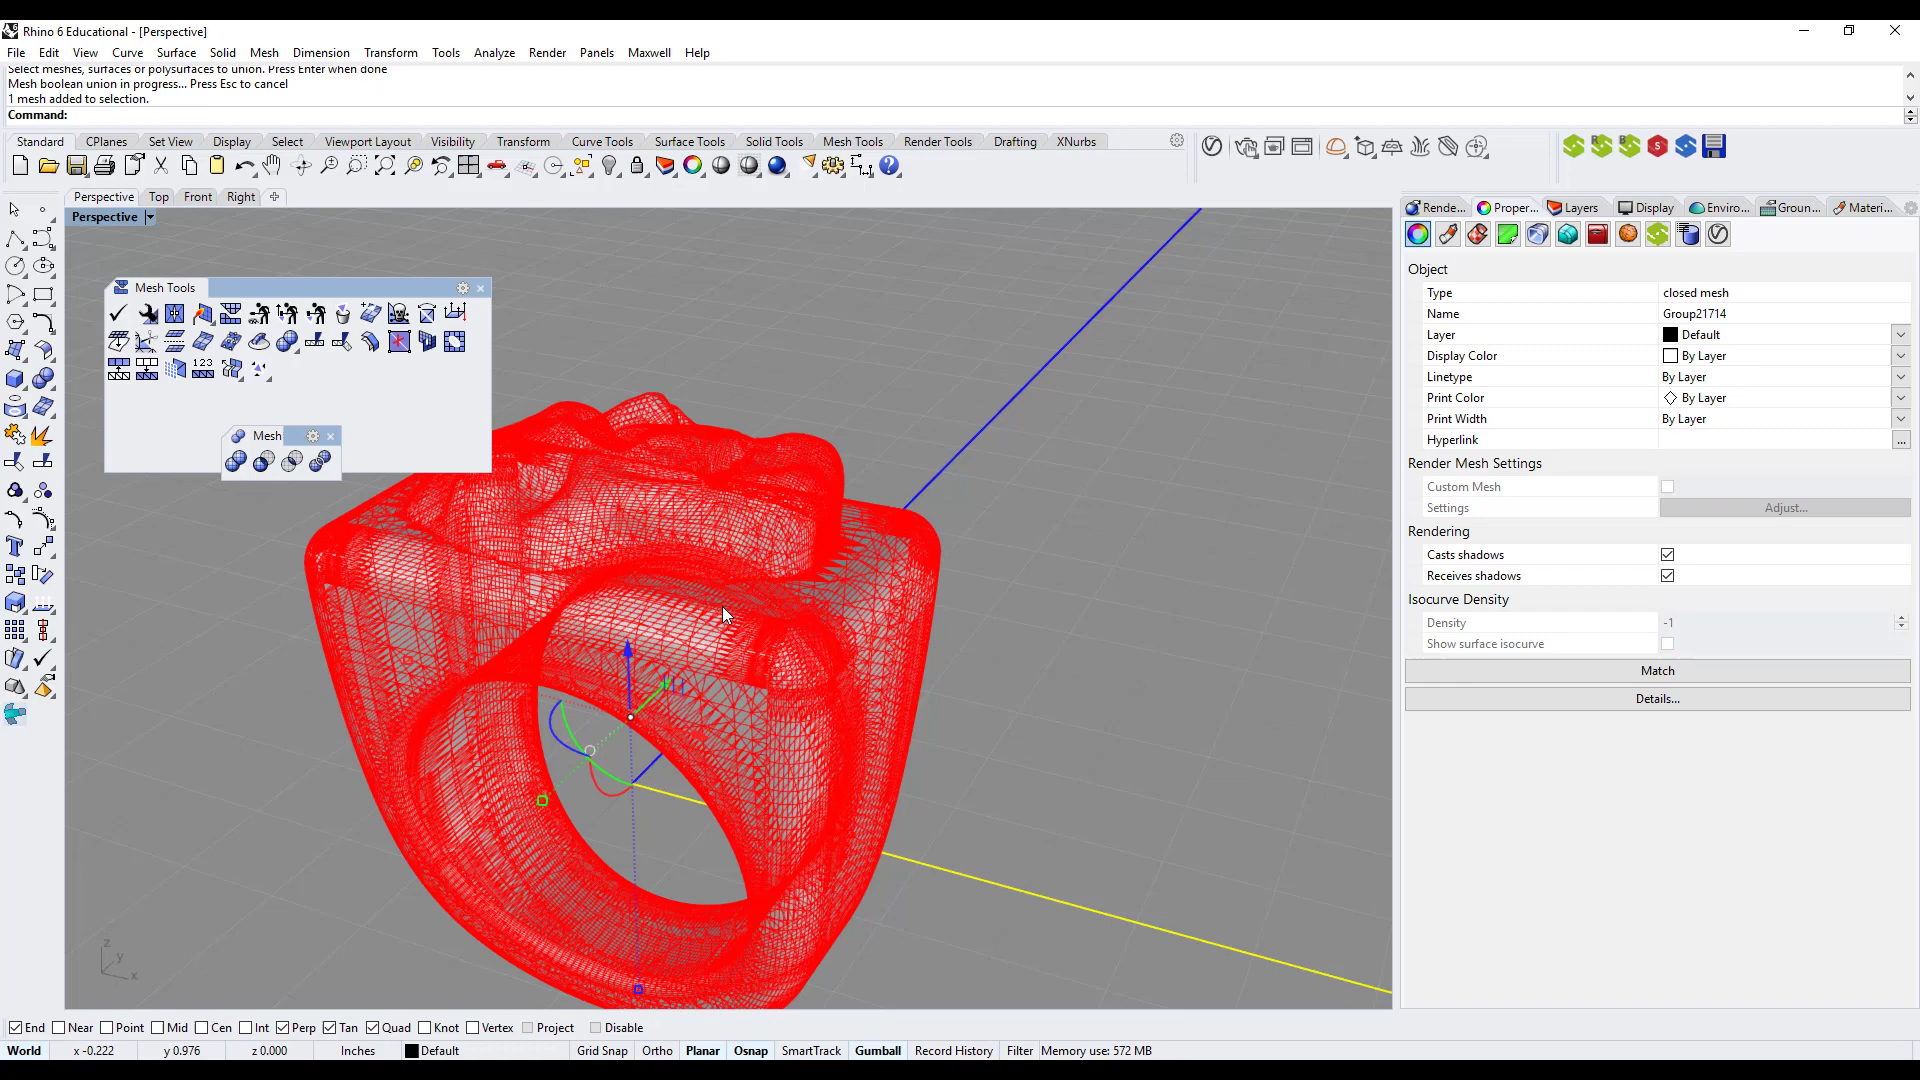 Rhino 6 Educational - [Perspective]
File Edit View Curve Surface Solid Mesh Dimension Transform Tools Analyze Render Panels Maxwell Help
Select meshes, surfaces or polysurfaces to union. Press Enter when done
Mesh boolean union in progress... Press Esc to cancel
1 mesh added to selection.
Command:
Standard CPlanes Set View Display Select Viewport Layout Visibility Transform Curve Tools Surface Tools Solid Tools Mesh Tools Render Tools Drafting XNurbs
Perspective Top Front Right
Perspective
Rende... Proper... Layers Display Enviro... Groun... Materi...
Mesh Tools
123
Mesh
Object
Type closed mesh
Name Group21714
Layer Default
Display Color By Layer
Linetype By Layer
Print Color By Layer
Print Width By Layer
Hyperlink ...
Render Mesh Settings
Custom Mesh
Settings Adjust...
Rendering
Casts shadows
Receives shadows
Isocurve Density
Density -1
Show surface isocurve
Match
Details...
z
y
x
End Near Point Mid Cen Int Perp Tan Quad Knot Vertex Project Disable
World x -0.222 y 0.976 z 0.000 Inches Default Grid Snap Ortho Planar Osnap SmartTrack Gumball Record History Filter Memory use: 572 MB